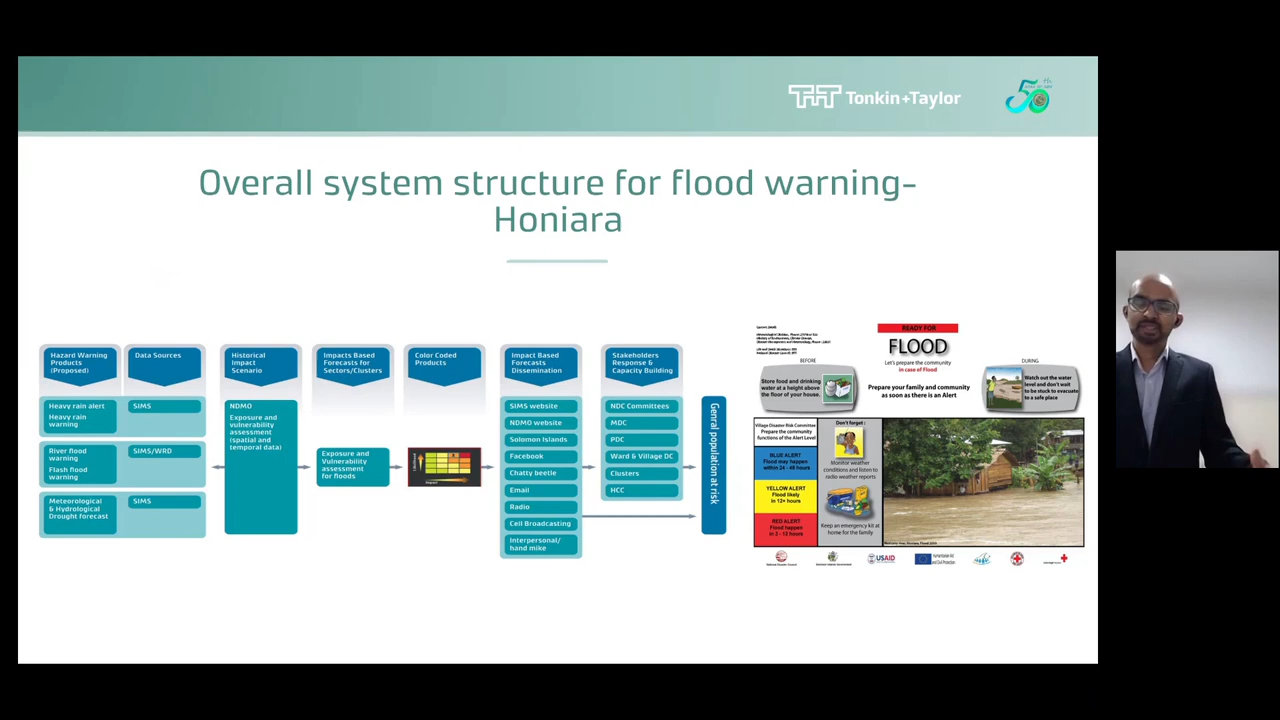 Tonkin+Taylor
50
Overall system structure for flood warning-
Honiara
Hazard Warning
Products
(Proposed)
Data Sources
Historical
Impact
Scenario
Impacts Based
Forecasts for
Sectors/Clusters
Color Coded
Products
Impact Based
Forecasts
Dissemination
Stakeholders
Response &
Capacity Building
Heavy rain alert
Heavy rain
warning
SIMS
River flood
warning
Flash flood
warning
SIMS/WRD
Meteorological
& Hydrological
Drought forecast
SIMS
NDMO
Exposure and
vulnerability
assessment
(spatial and
temporal data)
Exposure and
Vulnerability
assessment
for floods
SIMS website
NDMO website
Solomon Islands
Facebook
Chatty beetle
Email
Radio
Cell Broadcasting
Interpersonal/
hand mike
NDC Committees
MDC
PDC
Ward & Village DC
Clusters
HCC
Genral population at risk
READY FOR
FLOOD
Let's prepare the community
in case of Flood
Prepare your family and community
as soon as there is an Alert
BEFORE
Store food and drinking
water at a height above
the floor of your house.
DURING
Watch out the water
level and don't wait
to be stuck to evacuate
to a safe place
Village Disaster Risk Committee
Prepare the community
functions of the Alert Level
BLUE ALERT
Flood may happen
within 24 - 48 hours
YELLOW ALERT
Flood likely
in 12+ hours
RED ALERT
Flood happen
in 3 - 12 hours
Don't forget :
Monitor weather
conditions and listen to
radio weather reports
Keep an emergency kit at
home for the family
USAID